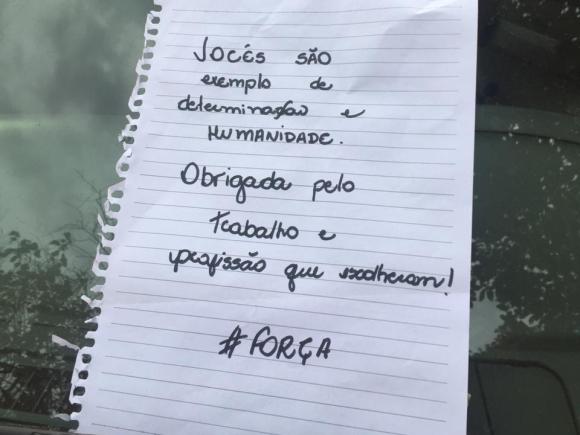 Vocês são
exemplo de
determinação e
HUMANIDADE.
Obrigada pelo
trabalho e
profissão que escolheram!
#FORÇA